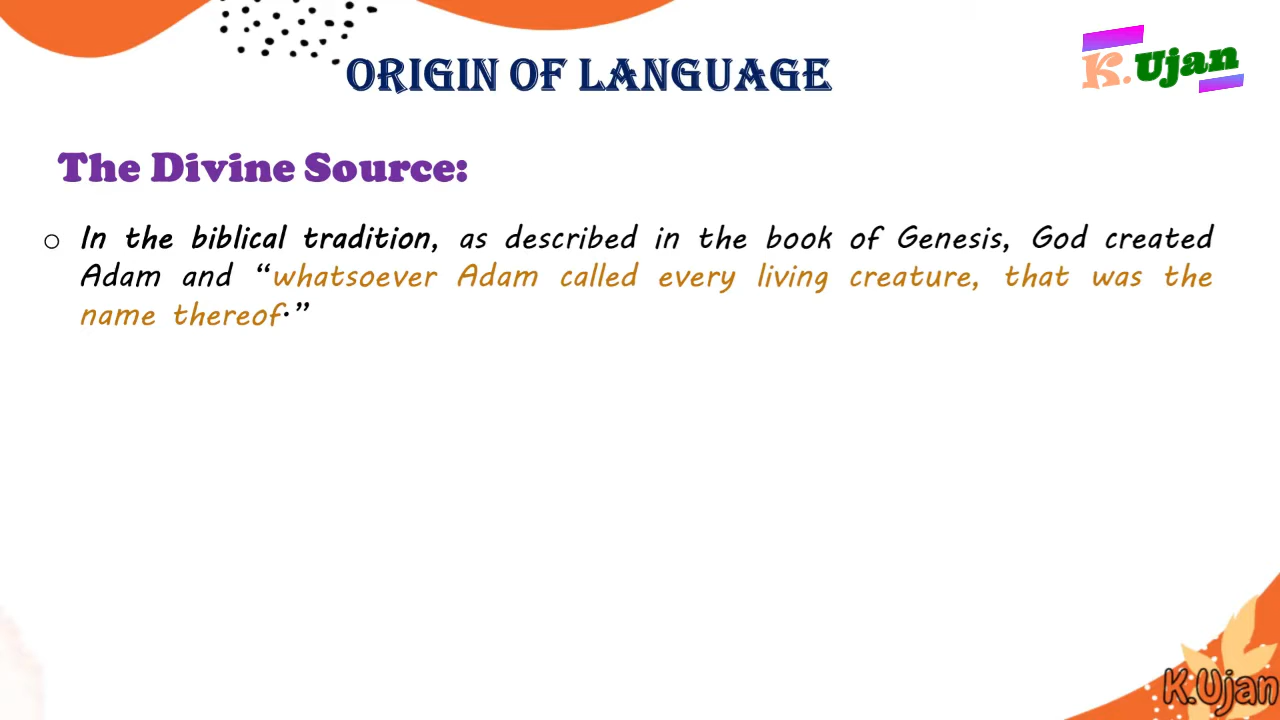 ORIGIN OF LANGUAGE
K.Ujan
The Divine Source:
o In the biblical tradition, as described in the book of Genesis, God created
Adam and “whatsoever Adam called every living creature, that was the
name thereof.”
K.Ujan